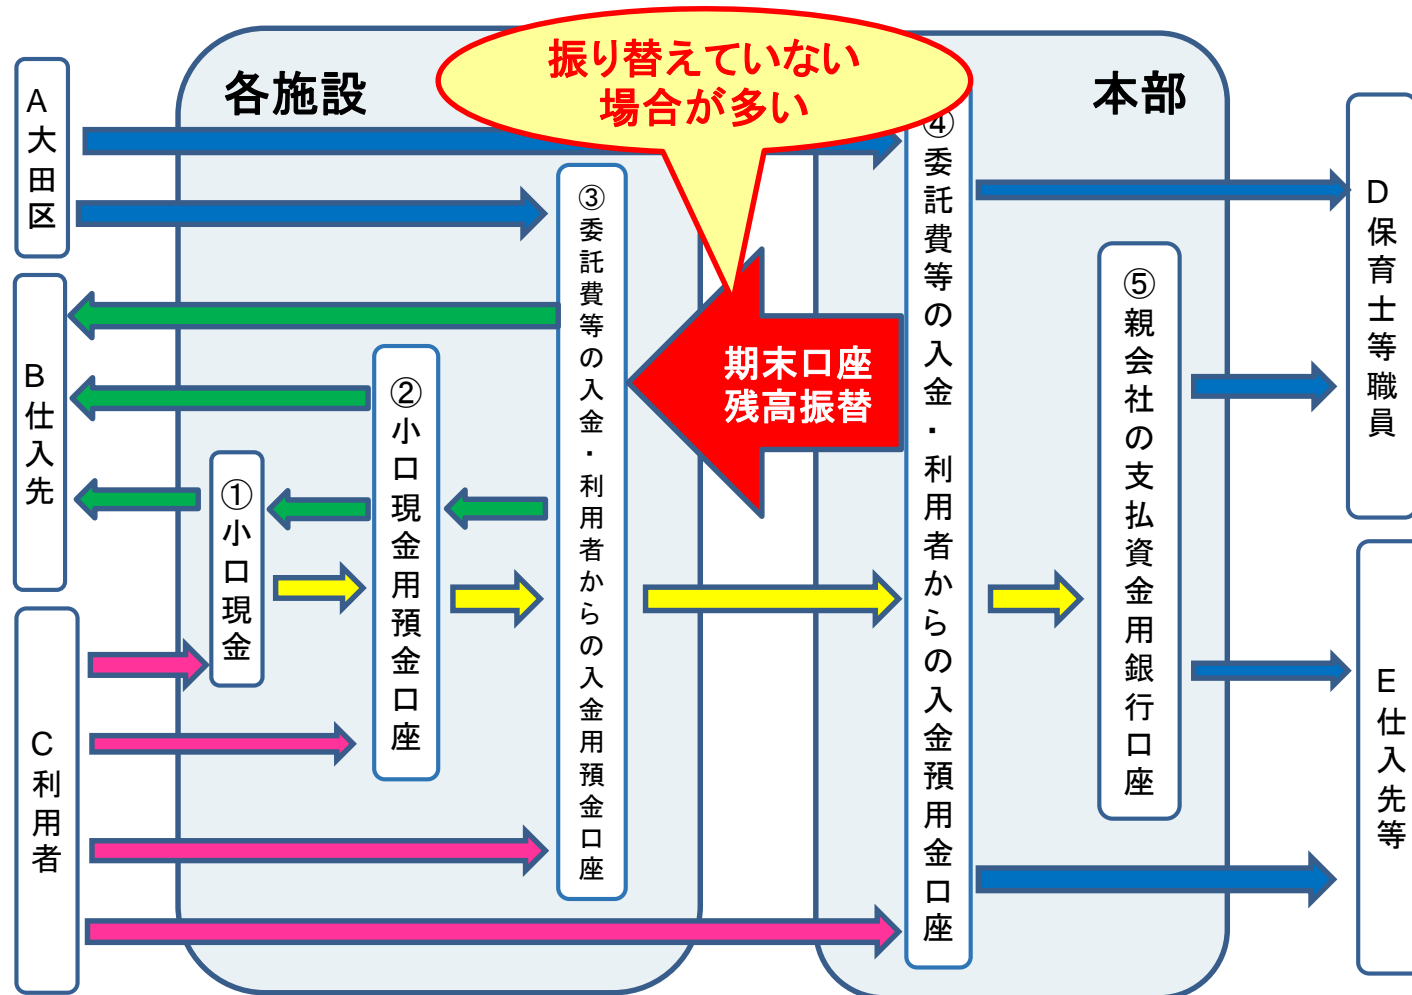 振り替えていない
場合が多い
各施設
本部
A大田区
B仕入先
C利用者
①小口現金
②小口現金用預金口座
③委託費等の入金・利用者からの入金用預金口座
期末口座
残高振替
④委託費等の入金・利用者からの入金預用金口座
⑤親会社の支払資金用銀行口座
D保育士等職員
E仕入先等